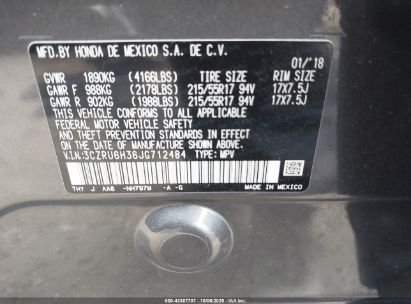 MFD.BY HONDA DE MEXICO S.A. DE C.V.
01/'18
GVWR 1890KG (4166LBS) TIRE SIZE RIM SIZE
GAWR F 988KG (2178LBS) 215/55R17 94V 17X7.5J
GAWR R 902KG (1988LBS) 215/55R17 94V 17X7.5J
THIS VEHICLE CONFORMS TO ALL APPLICABLE
FEDERAL MOTOR VEHICLE SAFETY AND THEFT
PREVENTION STANDARDS IN EFFECT ON THE DATE
OF MANUFACTURE SHOWN ABOVE.
V.I.N:3CZRU6H36JG712484 TYPE: MPV
THY J AAB -NH797M -A -G MADE IN MEXICO